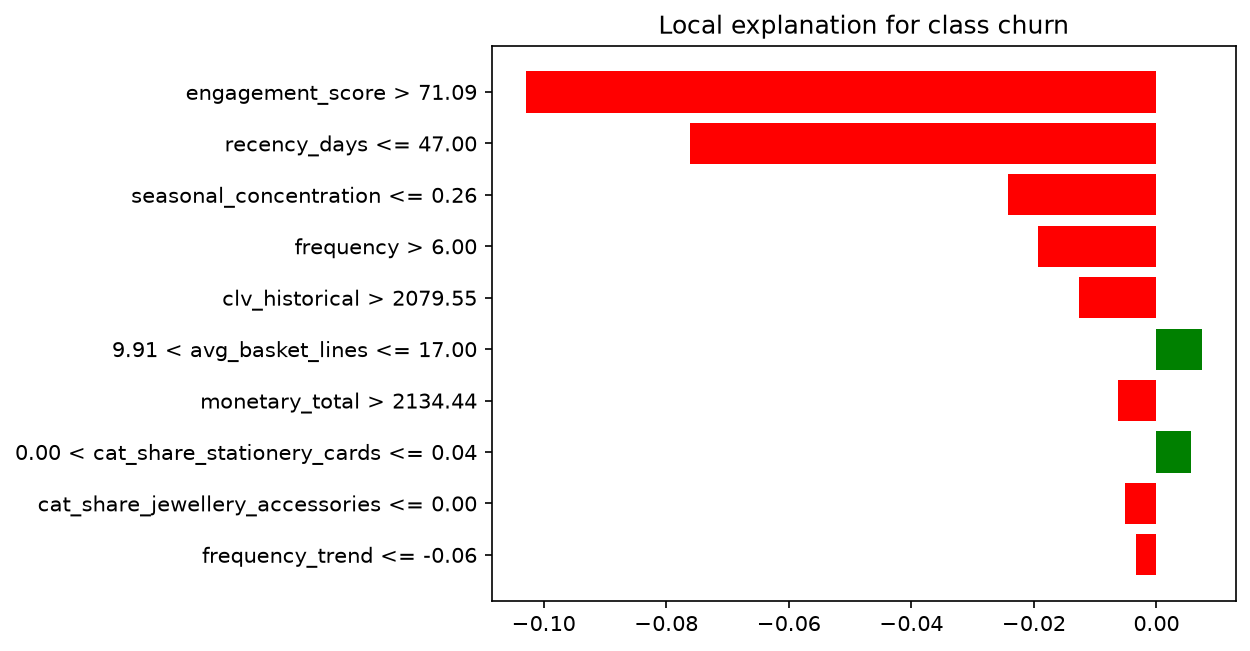 Local explanation for class churn
engagement_score > 71.09
recency_days <= 47.00
seasonal_concentration <= 0.26
frequency > 6.00
clv_historical > 2079.55
9.91 < avg_basket_lines <= 17.00
monetary_total > 2134.44
0.00 < cat_share_stationery_cards <= 0.04
cat_share_jewellery_accessories <= 0.00
frequency_trend <= -0.06
−0.10 −0.08 −0.06 −0.04 −0.02 0.00